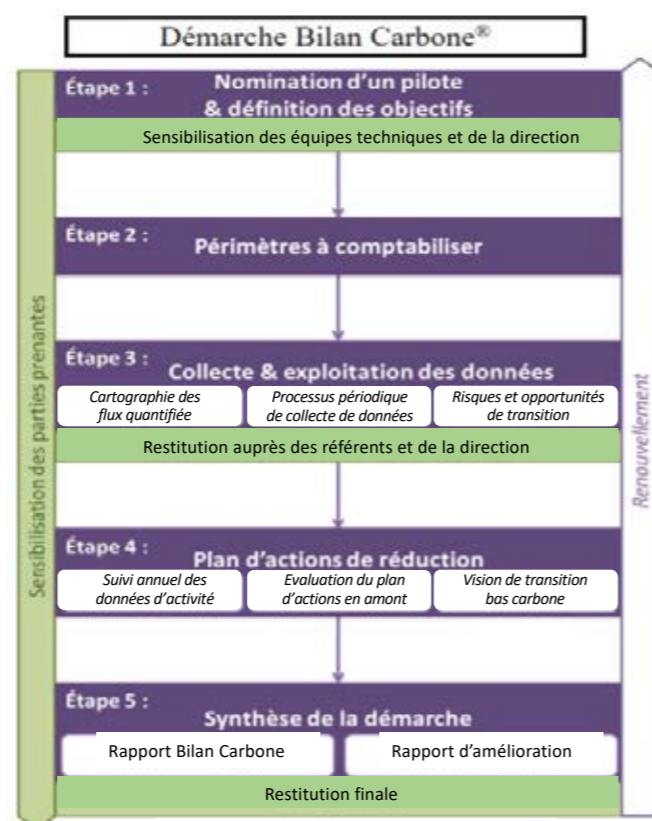 Démarche Bilan Carbone®
Étape 1 :
Nomination d'un pilote
& définition des objectifs
Sensibilisation des équipes techniques et de la direction
Étape 2 :
Périmètres à comptabiliser
Étape 3 :
Collecte & exploitation des données
Cartographie des
flux quantifiée
Processus périodique
de collecte de données
Risques et opportunités
de transition
Restitution auprès des référents et de la direction
Étape 4 :
Plan d'actions de réduction
Suivi annuel des
données d'activité
Evaluation du plan
d'actions en amont
Vision de transition
bas carbone
Étape 5 :
Synthèse de la démarche
Rapport Bilan Carbone
Rapport d'amélioration
Restitution finale
Sensibilisation des parties prenantes
Renouvellement